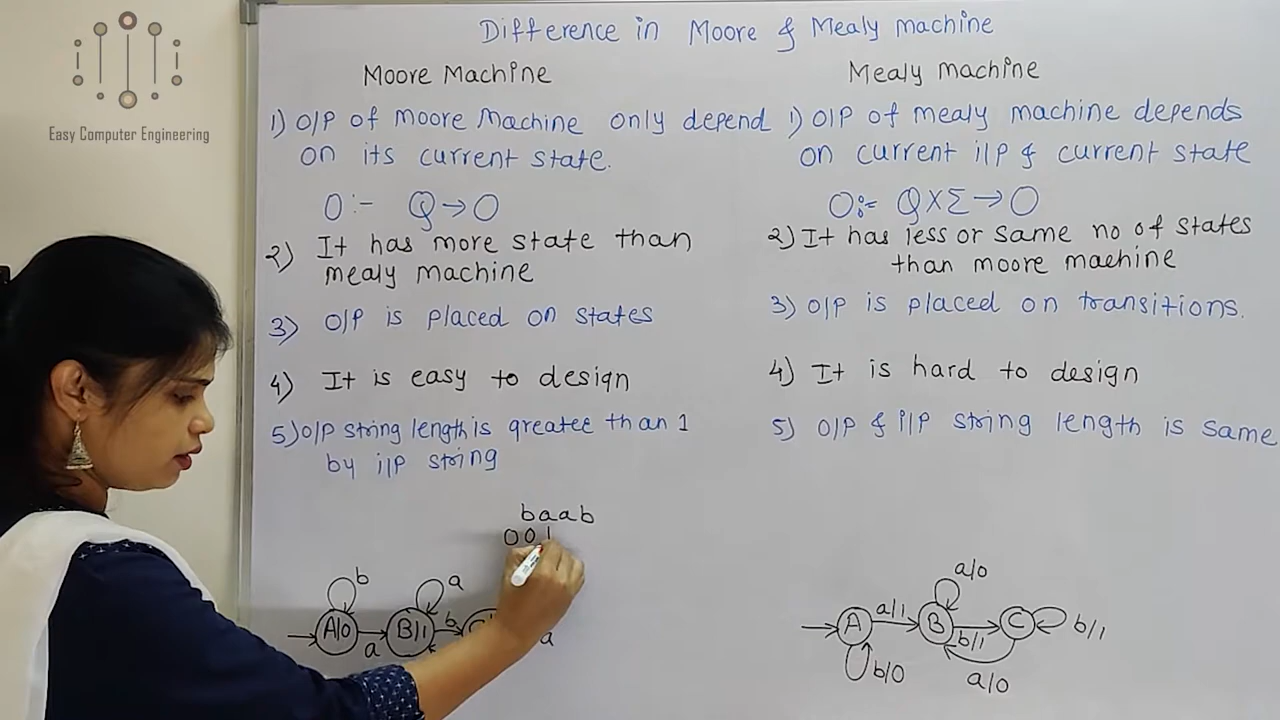 Easy Computer Engineering
Difference in Moore & Mealy machine
Moore Machine
1) O/P of moore Machine only depend
on its current state.
O:- Q→O
2) It has more state than
mealy machine
3) O/P is placed on states
4) It is easy to design
5) O/P string length is greater than 1
by i/P string
baab
001
b
a
A/0
B/1
b
a
a
Mealy machine
1) O/P of mealy machine depends
on current i/P & current state
O:= Q×Σ→O
2) It has less or same no of states
than moore machine
3) O/P is placed on transitions.
4) It is hard to design
5) O/P & i/P string length is same
a/0
A
a/1
B
b/1
C
b/1
b/0
a/0